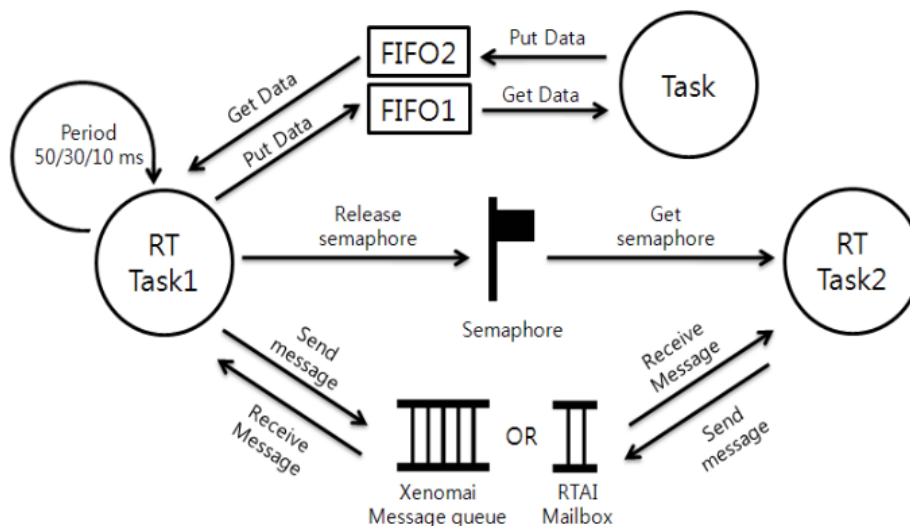 FIFO2
Put Data
Task
Get Data
FIFO1
Get Data
Put Data
Period
50/30/10 ms
RT
Task1
Release
semaphore
Get
semaphore
RT
Task2
Semaphore
Send
message
Receive
Message
Receive
Message
Send
message
OR
Xenomai
Message queue
RTAI
Mailbox